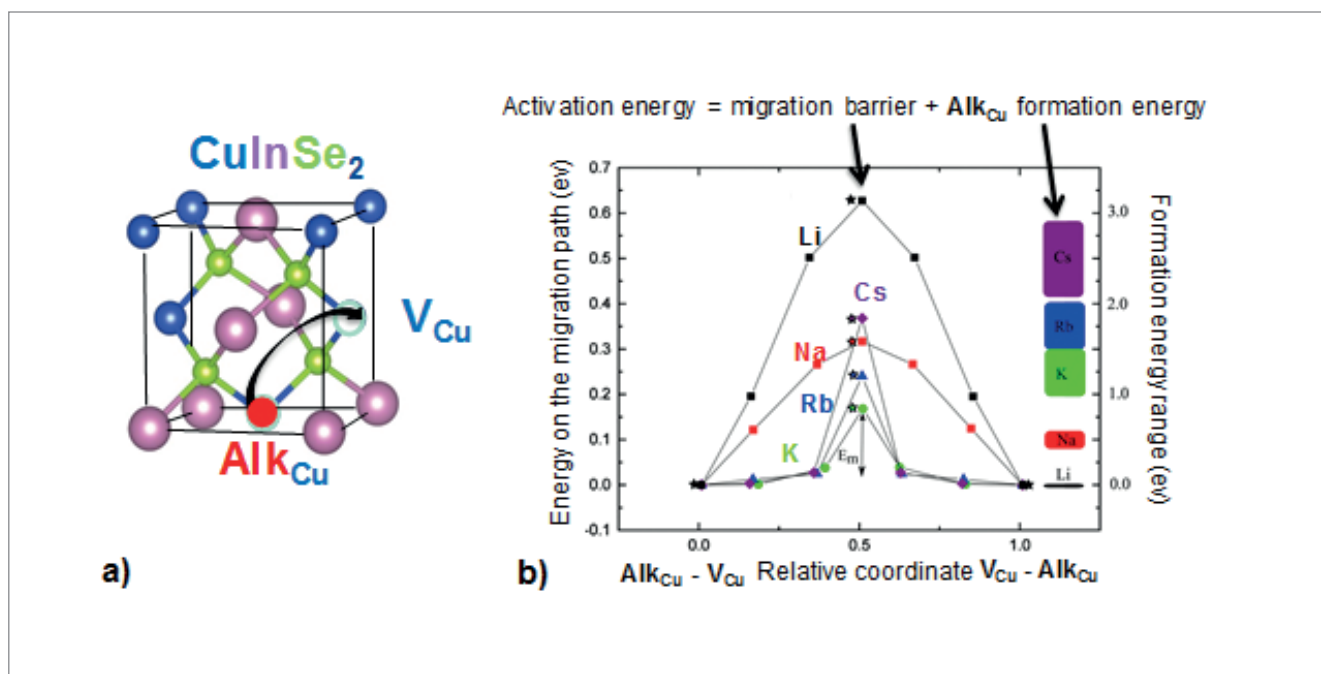 Activation energy = migration barrier + Alk_Cu formation energy
CuInSe₂
V_Cu
Alk_Cu
a)
Energy on the migration path (ev)
0.7
0.6
0.5
0.4
0.3
0.2
0.1
0.0
-0.1
Li
Cs
Na
Rb
K
E_m
Cs
Rb
K
Na
Li
3.0
2.0
1.0
0.0
Formation energy range (ev)
0.0
0.5
1.0
b)
Alk_Cu - V_Cu Relative coordinate V_Cu - Alk_Cu